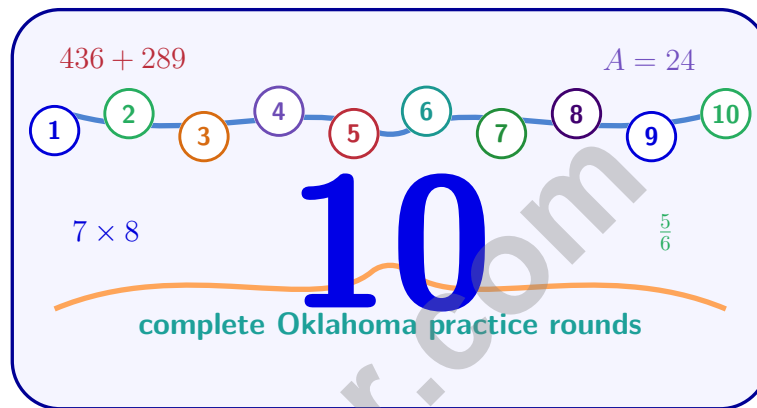 436 + 289
A = 24
1 2 3 4 5 6 7 8 9 10
7 × 8
10
5/6
complete Oklahoma practice rounds
r.com